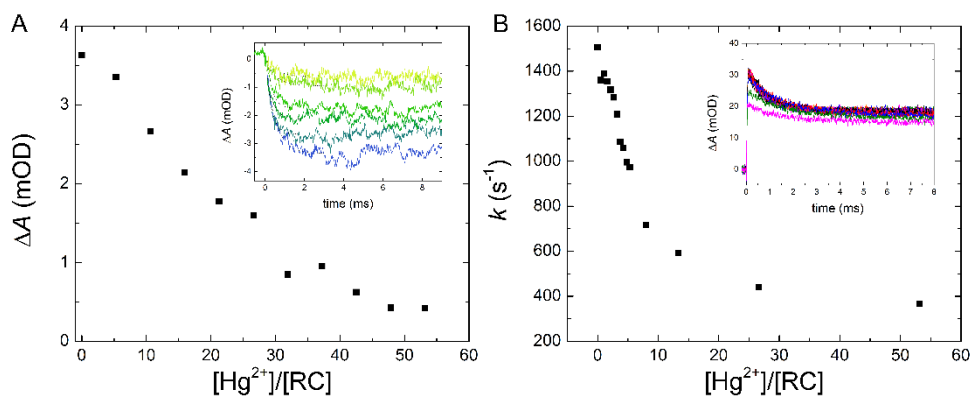 A
ΔA (mOD)
4
3
2
1
0
0 10 20 30 40 50 60
[Hg²⁺]/[RC]
ΔA (mOD)
0
-1
-2
-3
-4
0 2 4 6 8
time (ms)
B
k (s⁻¹)
1600
1400
1200
1000
800
600
400
200
0 10 20 30 40 50 60
[Hg²⁺]/[RC]
ΔA (mOD)
40
30
20
10
0
0 1 2 3 4 5 6 7 8
time (ms)